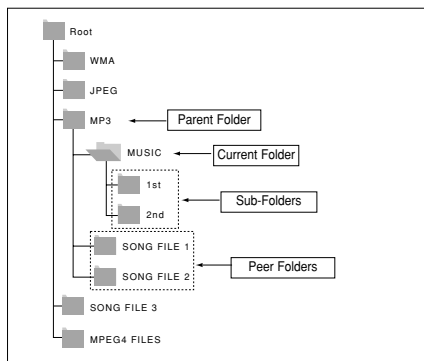 Root
WMA
JPEG
MP3
Parent Folder
MUSIC
Current Folder
1st
2nd
Sub-Folders
SONG FILE 1
SONG FILE 2
Peer Folders
SONG FILE 3
MPEG4 FILES